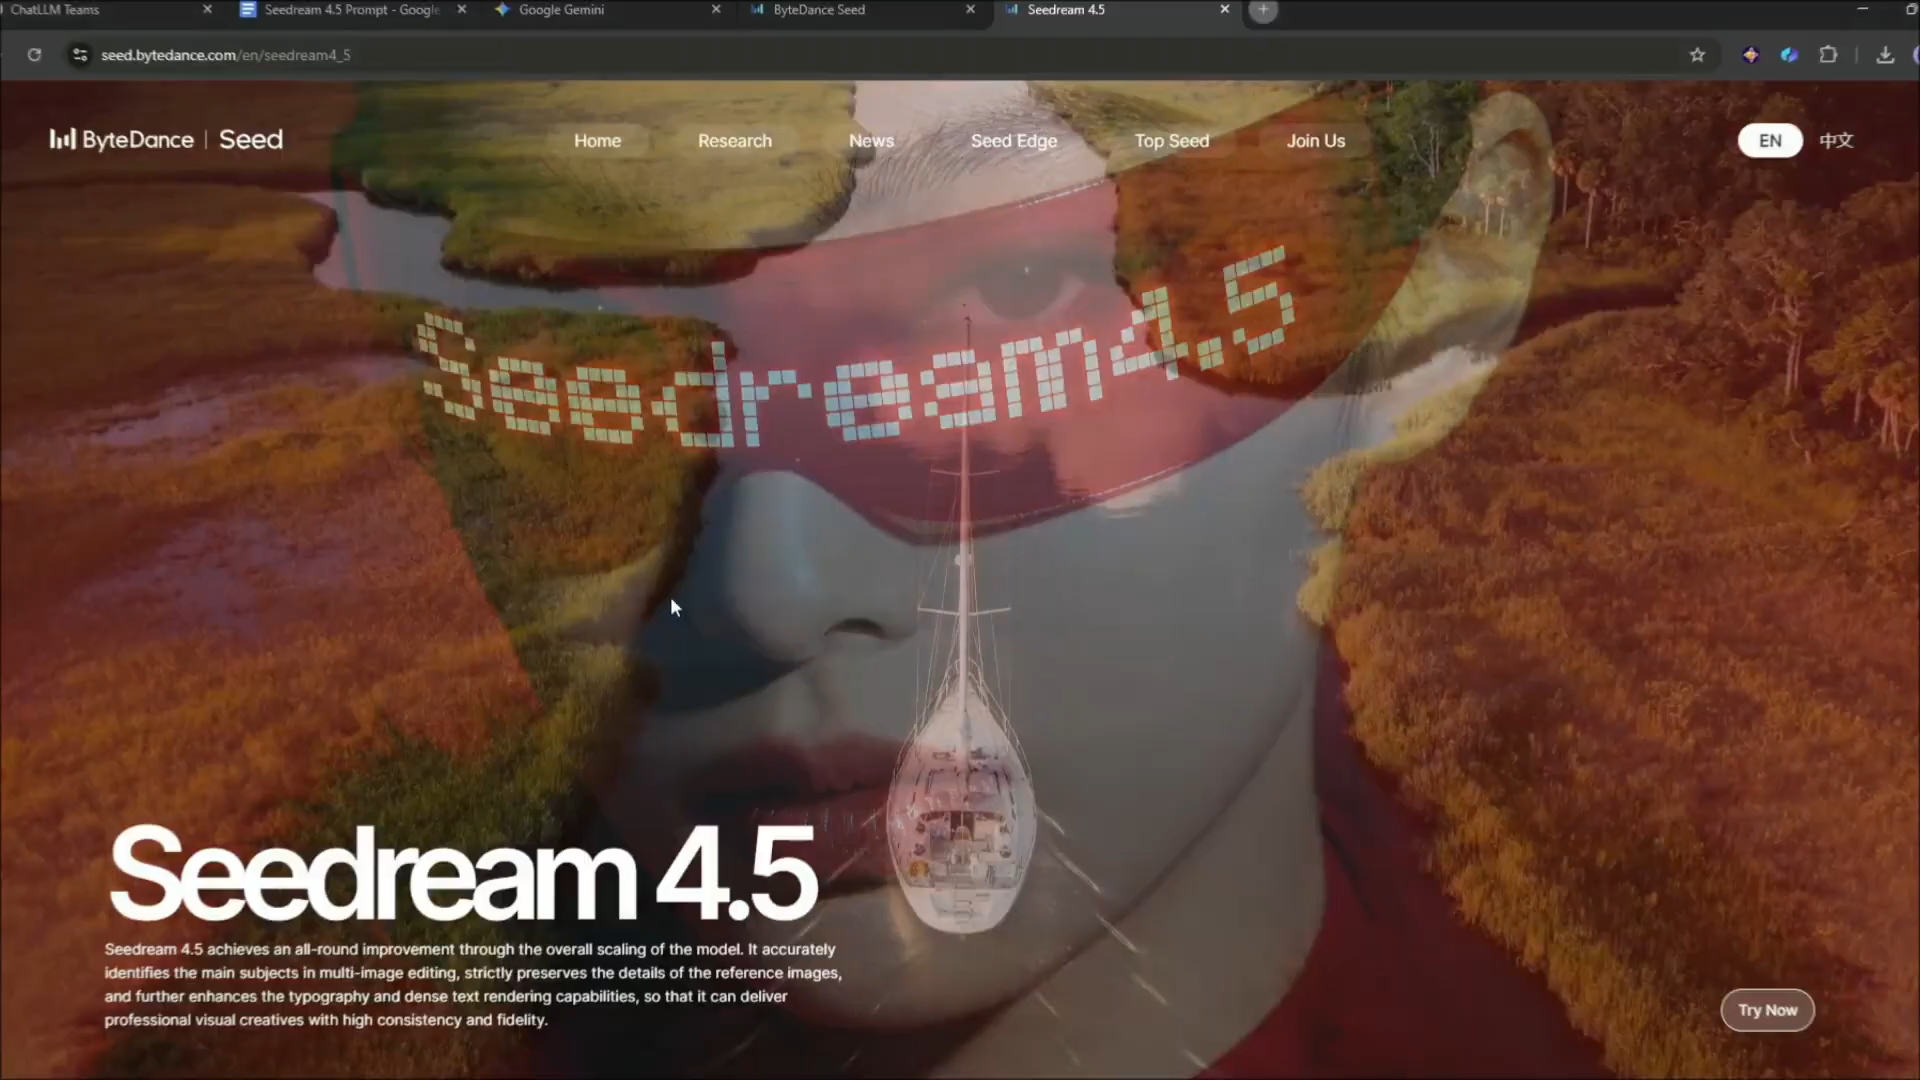 ChatLLM Teams
Seedream 4.5 Prompt - Google
Google Gemini
ByteDance Seed
Seedream 4.5
seed.bytedance.com/en/seedream4_5
ByteDance | Seed
Home
Research
News
Seed Edge
Top Seed
Join Us
EN
中文
Seedream4.5
Seedream 4.5
Seedream 4.5 achieves an all-round improvement through the overall scaling of the model. It accurately
identifies the main subjects in multi-image editing, strictly preserves the details of the reference images,
and further enhances the typography and dense text rendering capabilities, so that it can deliver
professional visual creatives with high consistency and fidelity.
Try Now